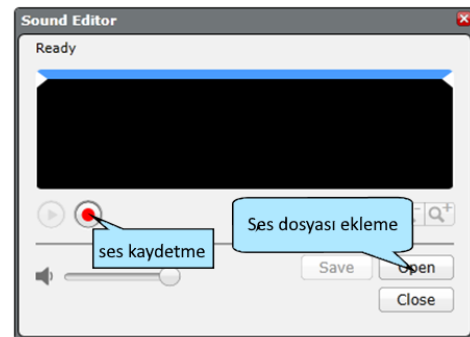 Sound Editor
Ready
Ses dosyası ekleme
ses kaydetme
Save
Open
Close